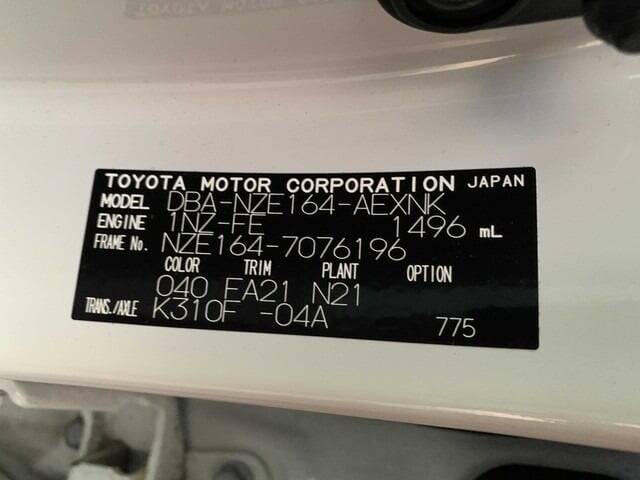 TOYOTA MOTOR CORPORATION JAPAN
MODEL DBA-NZE164-AEXNK
ENGINE 1NZ-FE 1496 mL
FRAME No. NZE164-7076196
COLOR TRIM PLANT OPTION
040 EA21 N21
TRANS./AXLE K310F -04A
775